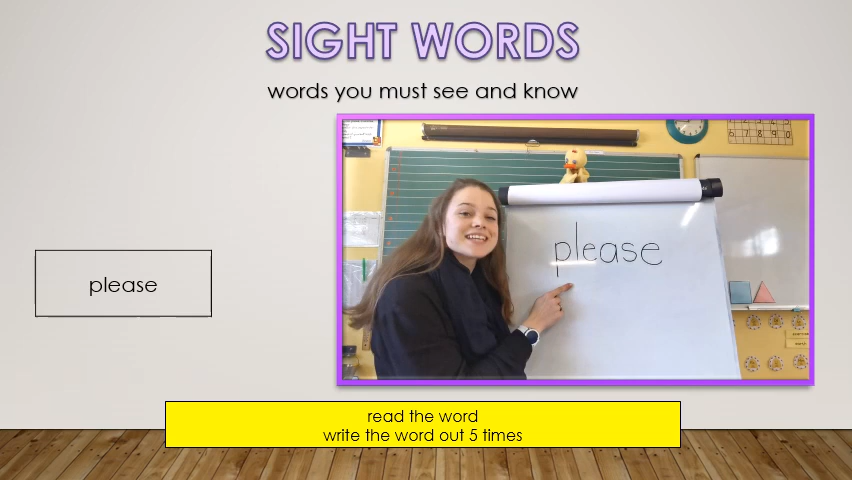 SIGHT WORDS
words you must see and know
please
please
read the word
write the word out 5 times